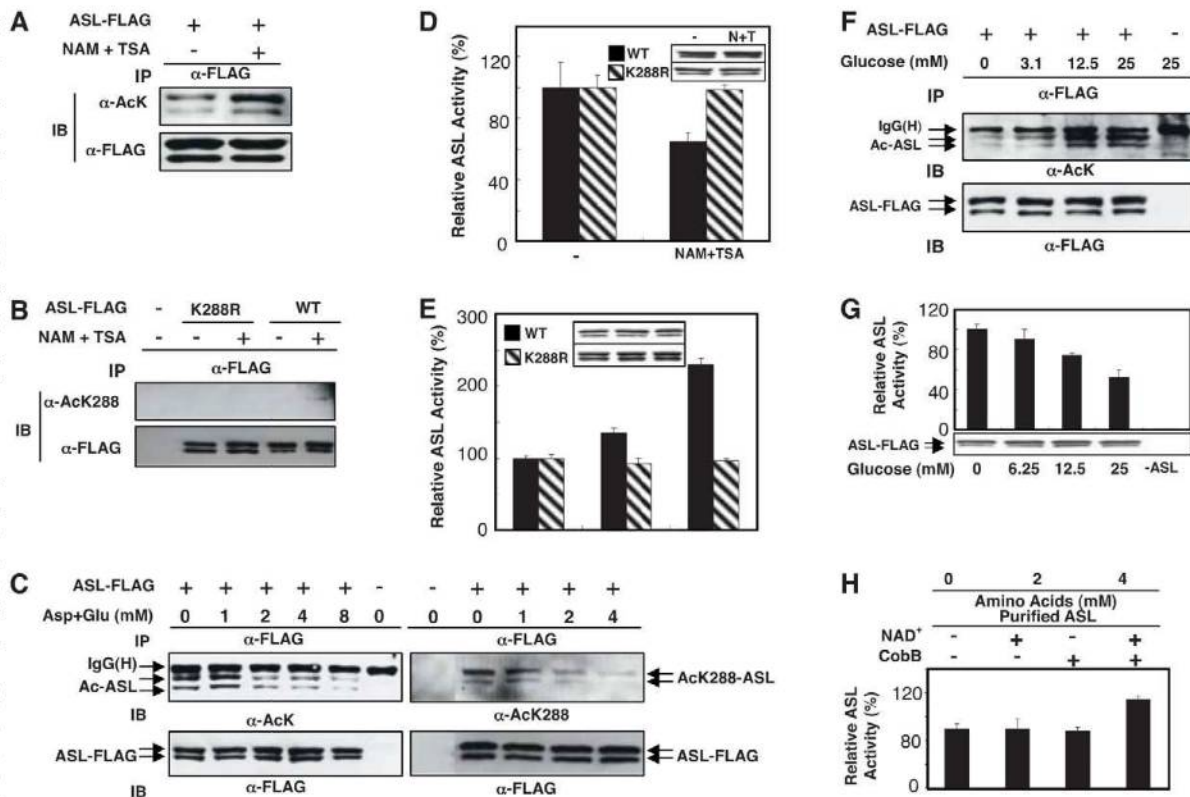 A
ASL-FLAG + +
NAM + TSA - +
IP α-FLAG
IB
α-AcK
α-FLAG
B
ASL-FLAG - K288R WT
NAM + TSA - - + - +
IP α-FLAG
IB
α-AcK288
α-FLAG
C
ASL-FLAG + + + + + - - + + + +
Asp+Glu (mM) 0 1 2 4 8 0 0 0 1 2 4
IP α-FLAG α-FLAG
IgG(H)
Ac-ASL
AcK288-ASL
IB α-AcK α-AcK288
ASL-FLAG ASL-FLAG
IB α-FLAG α-FLAG
D
Relative ASL Activity (%)
120
80
60
40
0
WT
K288R
- N+T
- NAM+TSA
E
Relative ASL Activity (%)
300
200
100
0
WT
K288R
F
ASL-FLAG + + + + -
Glucose (mM) 0 3.1 12.5 25 25
IP α-FLAG
IgG(H)
Ac-ASL
IB α-AcK
ASL-FLAG
IB α-FLAG
G
Relative ASL Activity (%)
120
80
40
0
ASL-FLAG
Glucose (mM) 0 6.25 12.5 25 -ASL
H
0 2 4
Amino Acids (mM)
Purified ASL
NAD+ - + - +
CobB - - + +
Relative ASL Activity (%)
120
80
0